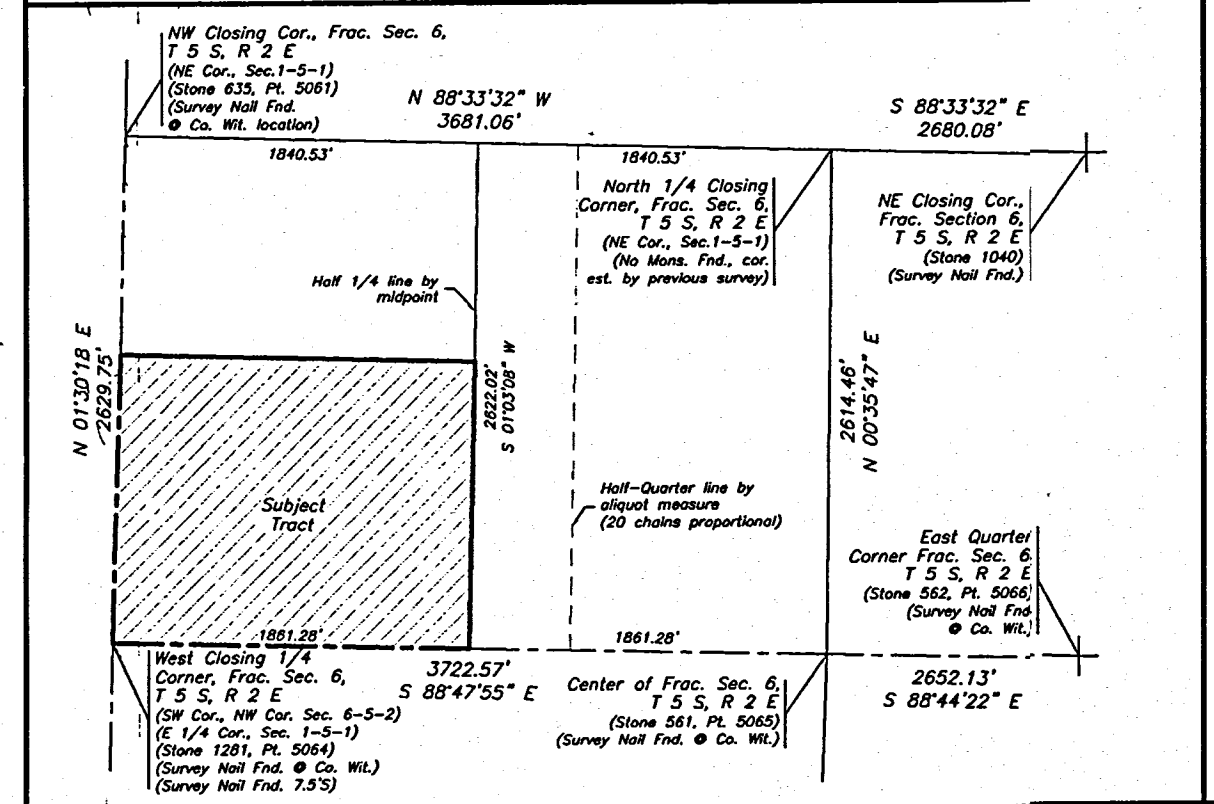 NW Closing Cor., Frac. Sec. 6,
T 5 S, R 2 E
(NE Cor., Sec.1-5-1)
(Stone 635, Pt. 5061)
(Survey Nail Fnd.
@ Co. Wit. location)
N 88°33'32" W
3681.06'
S 88°33'32" E
2680.08'
1840.53'
1840.53'
North 1/4 Closing
Corner, Frac. Sec. 6,
T 5 S, R 2 E
(NE Cor., Sec.1-5-1)
(No Mons. Fnd., cor.
est. by previous survey)
NE Closing Cor.,
Frac. Section 6,
T 5 S, R 2 E
(Stone 1040)
(Survey Nail Fnd.)
Half 1/4 line by
midpoint
N 01°30'18 E
2629.75'
2622.02'
S 01°03'08" W
2614.46'
N 00°35'47" E
Subject
Tract
Half-Quarter line by
aliquot measure
(20 chains proportional)
East Quarter
Corner Frac. Sec. 6
T 5 S, R 2 E
(Stone 562, Pt. 5066)
(Survey Nail Fnd
@ Co. Wit.)
1861.28'
1861.28'
West Closing 1/4
Corner, Frac. Sec. 6,
T 5 S, R 2 E
(SW Cor., NW Cor. Sec. 6-5-2)
(E 1/4 Cor., Sec. 1-5-1)
(Stone 1281, Pt. 5064)
(Survey Nail Fnd. @ Co. Wit.)
(Survey Nail Fnd. 7.5'S)
3722.57'
S 88°47'55" E
Center of Frac. Sec. 6,
T 5 S, R 2 E
(Stone 561, Pt. 5065)
(Survey Nail Fnd. @ Co. Wit.)
2652.13'
S 88°44'22" E